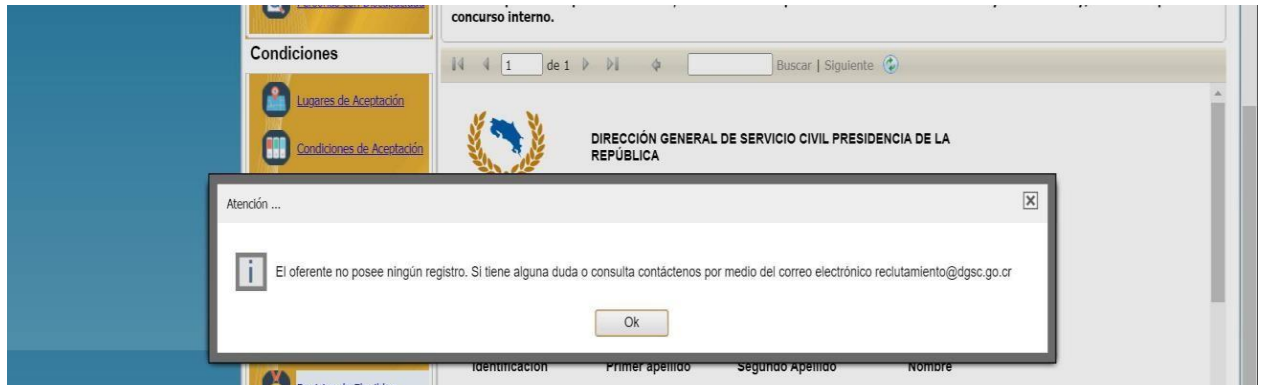 concurso interno.
Condiciones
1 de 1 Buscar | Siguiente
Lugares de Aceptación
Condiciones de Aceptación
DIRECCIÓN GENERAL DE SERVICIO CIVIL PRESIDENCIA DE LA
REPÚBLICA
Atención ...
El oferente no posee ningún registro. Si tiene alguna duda o consulta contáctenos por medio del correo electrónico reclutamiento@dgsc.go.cr
Ok
Identificación Primer apellido Segundo Apellido Nombre